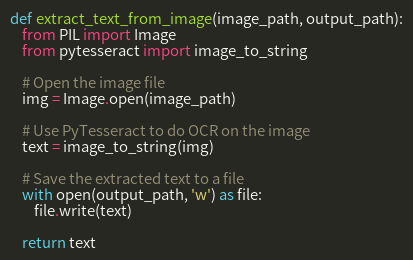 def extract_text_from_image(image_path, output_path):
    from PIL import Image
    from pytesseract import image_to_string

    # Open the image file
    img = Image.open(image_path)

    # Use PyTesseract to do OCR on the image
    text = image_to_string(img)

    # Save the extracted text to a file
    with open(output_path, 'w') as file:
        file.write(text)

    return text